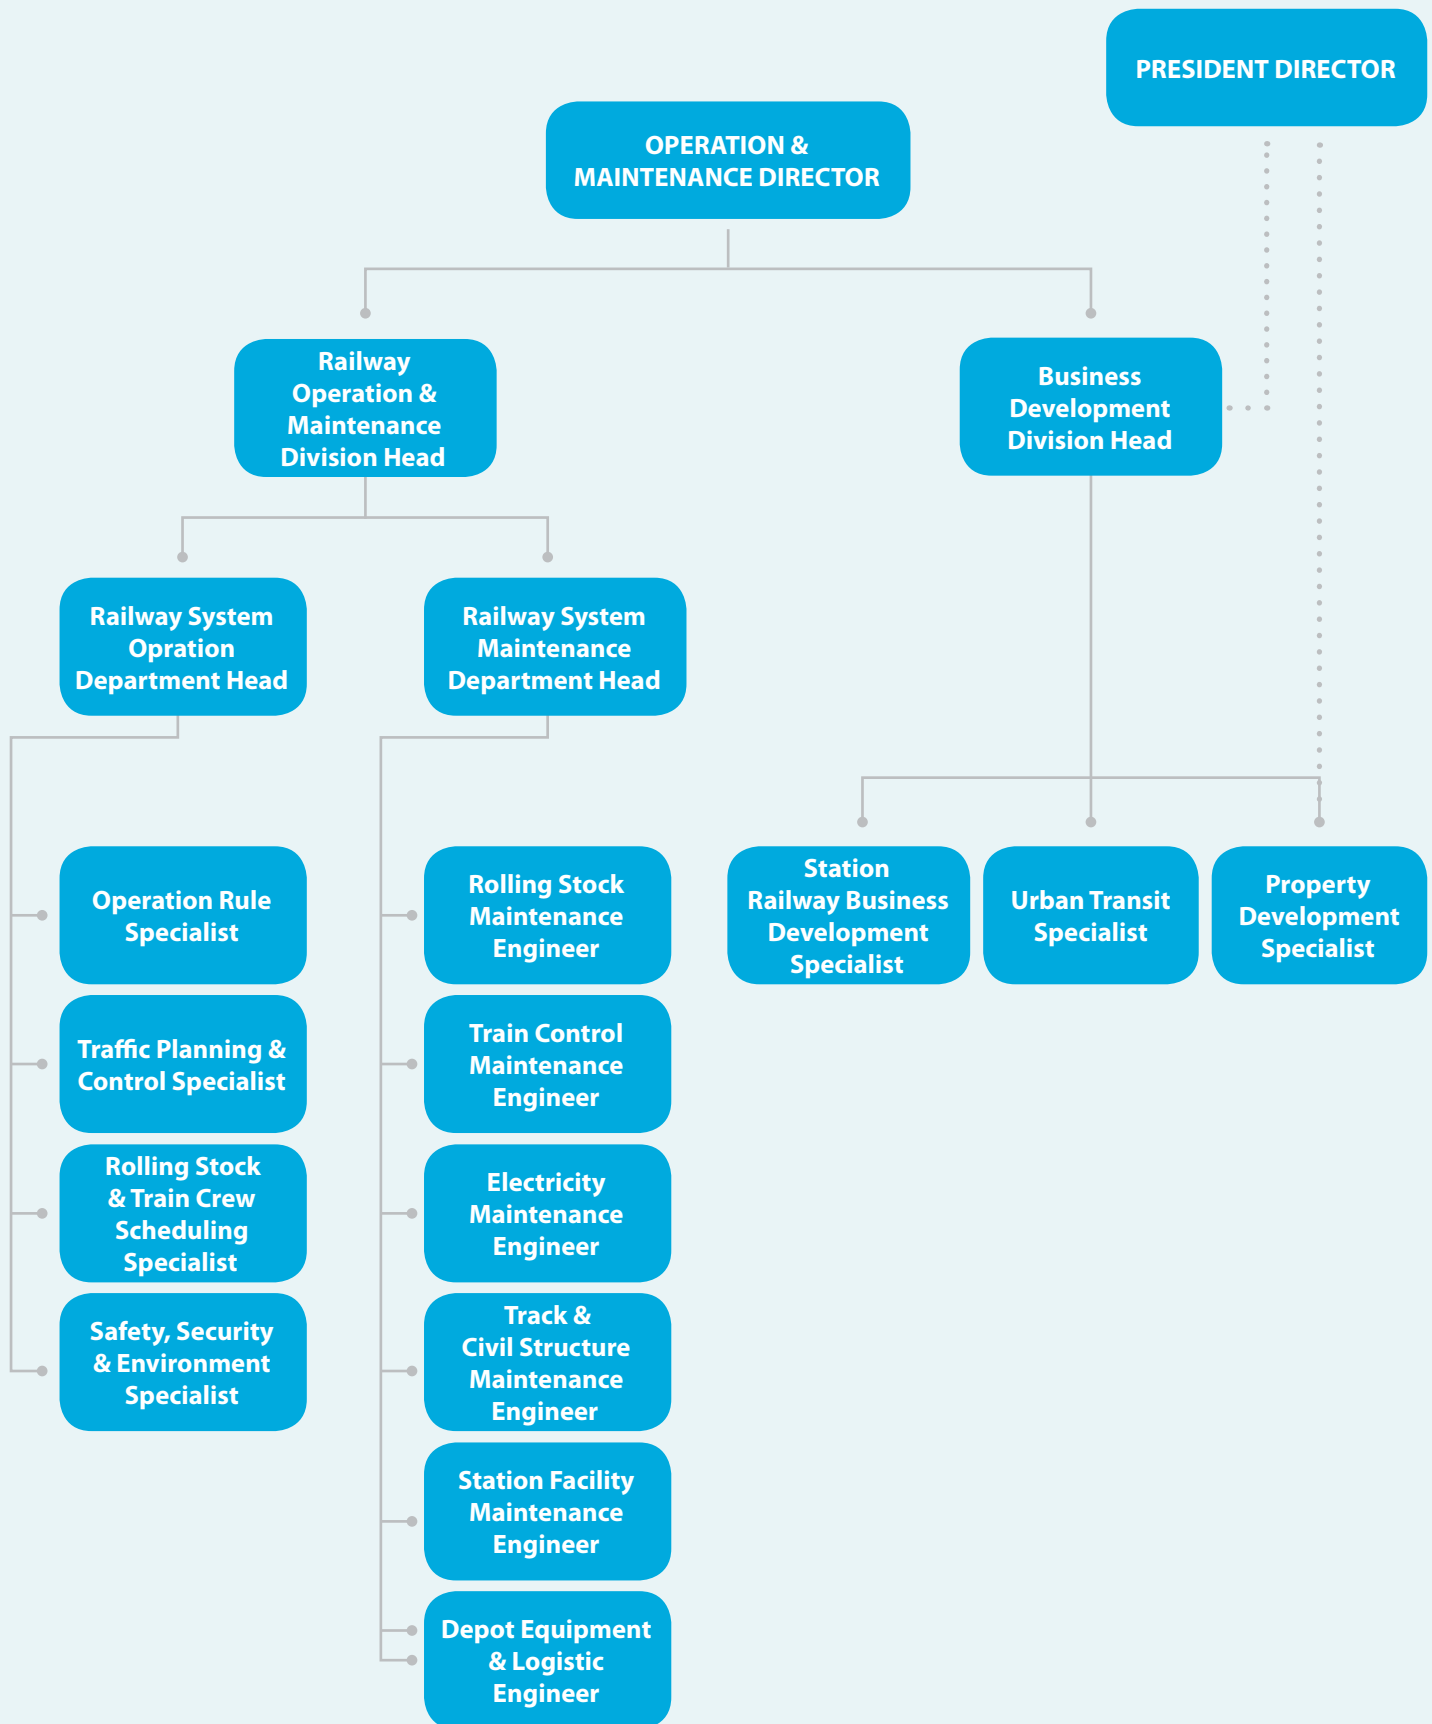 PRESIDENT DIRECTOR
OPERATION &
MAINTENANCE DIRECTOR
Railway
Operation &
Maintenance
Division Head
Business
Development
Division Head
Railway System
Opration
Department Head
Railway System
Maintenance
Department Head
Operation Rule
Specialist
Traffic Planning &
Control Specialist
Rolling Stock
& Train Crew
Scheduling
Specialist
Safety, Security
& Environment
Specialist
Rolling Stock
Maintenance
Engineer
Train Control
Maintenance
Engineer
Electricity
Maintenance
Engineer
Track &
Civil Structure
Maintenance
Engineer
Station Facility
Maintenance
Engineer
Depot Equipment
& Logistic
Engineer
Station
Railway Business
Development
Specialist
Urban Transit
Specialist
Property
Development
Specialist